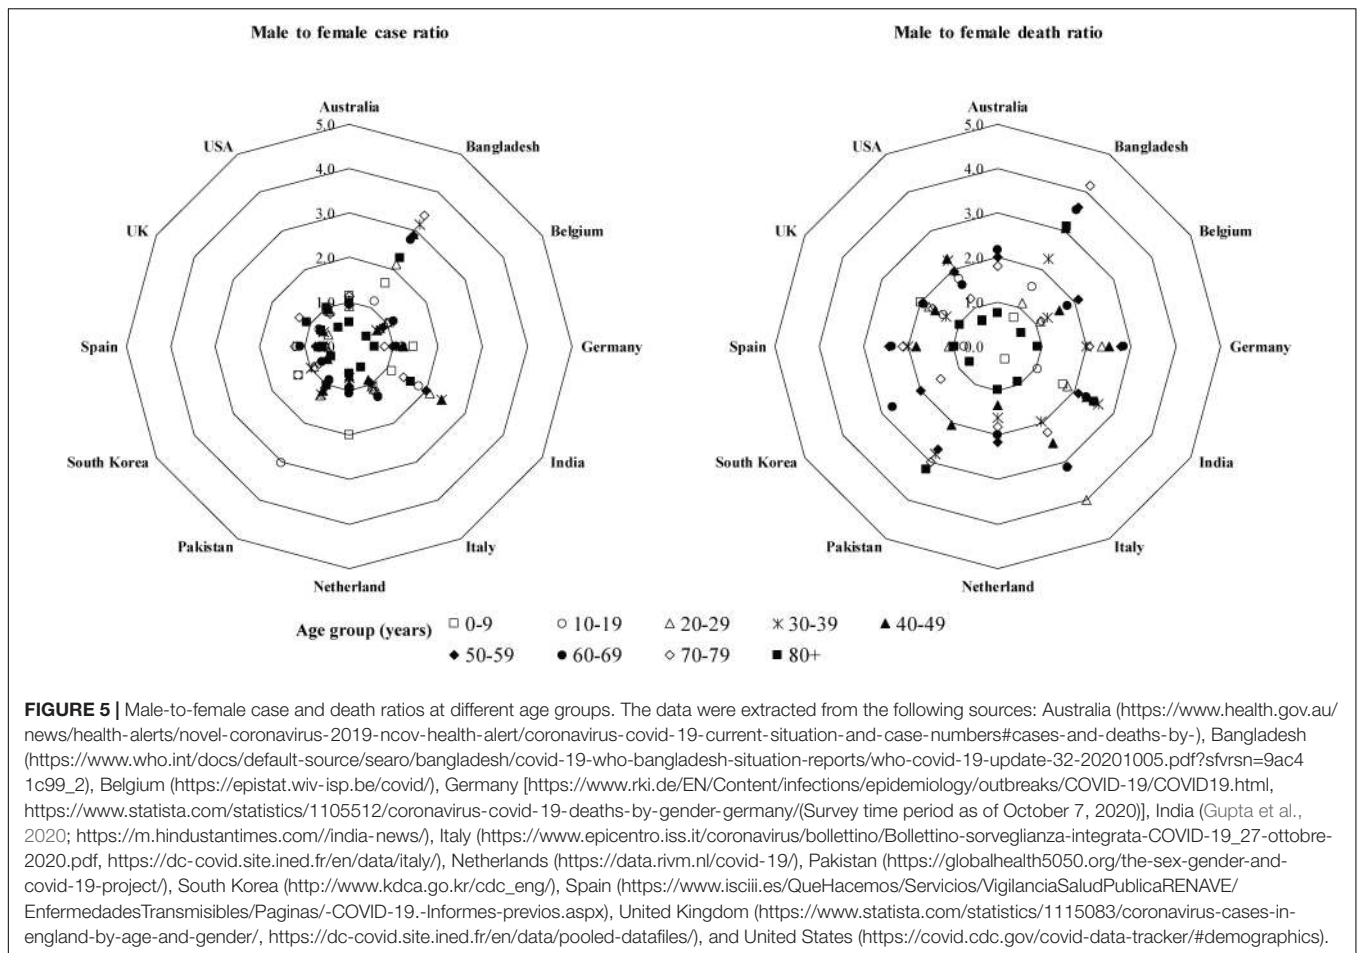 Male to female case ratio
Male to female death ratio
Australia
5.0
USA
Bangladesh
4.0
3.0
UK
Belgium
2.0
1.0
Spain
0.0
Germany
South Korea
India
Pakistan
Italy
Netherland
Australia
5.0
USA
Bangladesh
4.0
3.0
UK
Belgium
2.0
1.0
Spain
0.0
Germany
South Korea
India
Pakistan
Italy
Netherland
Age group (years) 0-9 10-19 20-29 30-39 40-49
50-59 60-69 70-79 80+
FIGURE 5 | Male-to-female case and death ratios at different age groups. The data were extracted from the following sources: Australia (https://www.health.gov.au/
news/health-alerts/novel-coronavirus-2019-ncov-health-alert/coronavirus-covid-19-current-situation-and-case-numbers#cases-and-deaths-by-), Bangladesh
(https://www.who.int/docs/default-source/searo/bangladesh/covid-19-who-bangladesh-situation-reports/who-covid-19-update-32-20201005.pdf?sfvrsn=9ac4
1c99_2), Belgium (https://epistat.wiv-isp.be/covid/), Germany [https://www.rki.de/EN/Content/infections/epidemiology/outbreaks/COVID-19/COVID19.html,
https://www.statista.com/statistics/1105512/coronavirus-covid-19-deaths-by-gender-germany/(Survey time period as of October 7, 2020)], India (Gupta et al.,
2020; https://m.hindustantimes.com//india-news/), Italy (https://www.epicentro.iss.it/coronavirus/bollettino/Bollettino-sorveglianza-integrata-COVID-19_27-ottobre-
2020.pdf, https://dc-covid.site.ined.fr/en/data/italy/), Netherlands (https://data.rivm.nl/covid-19/), Pakistan (https://globalhealth5050.org/the-sex-gender-and-
covid-19-project/), South Korea (http://www.kdca.go.kr/cdc_eng/), Spain (https://www.isciii.es/QueHacemos/Servicios/VigilanciaSaludPublicaRENAVE/
EnfermedadesTransmisibles/Paginas/-COVID-19.-Informes-previos.aspx), United Kingdom (https://www.statista.com/statistics/1115083/coronavirus-cases-in-
england-by-age-and-gender/, https://dc-covid.site.ined.fr/en/data/pooled-datafiles/), and United States (https://covid.cdc.gov/covid-data-tracker/#demographics).